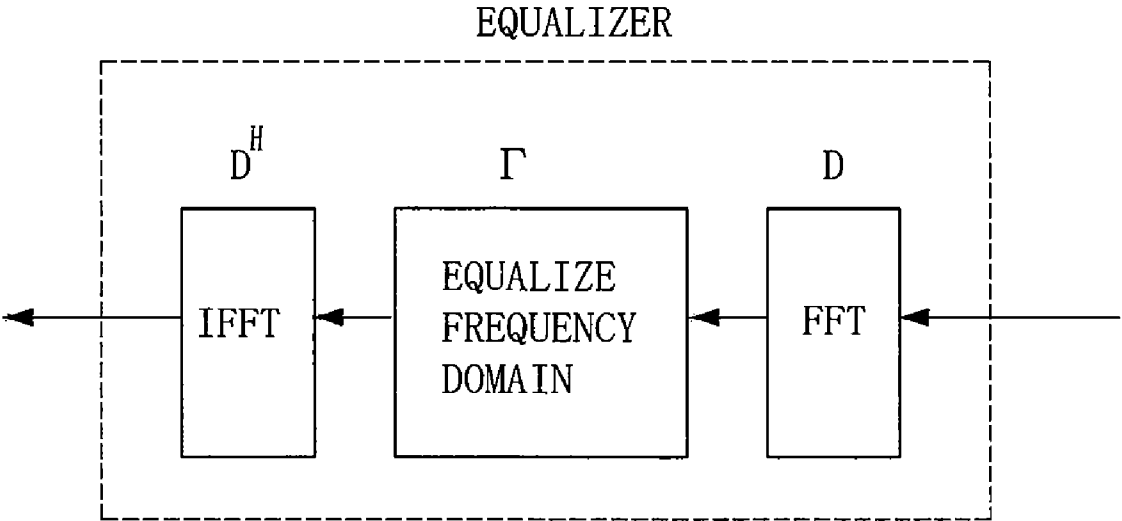 EQUALIZER
D^H
Γ
D
IFFT
EQUALIZE
FREQUENCY
DOMAIN
FFT